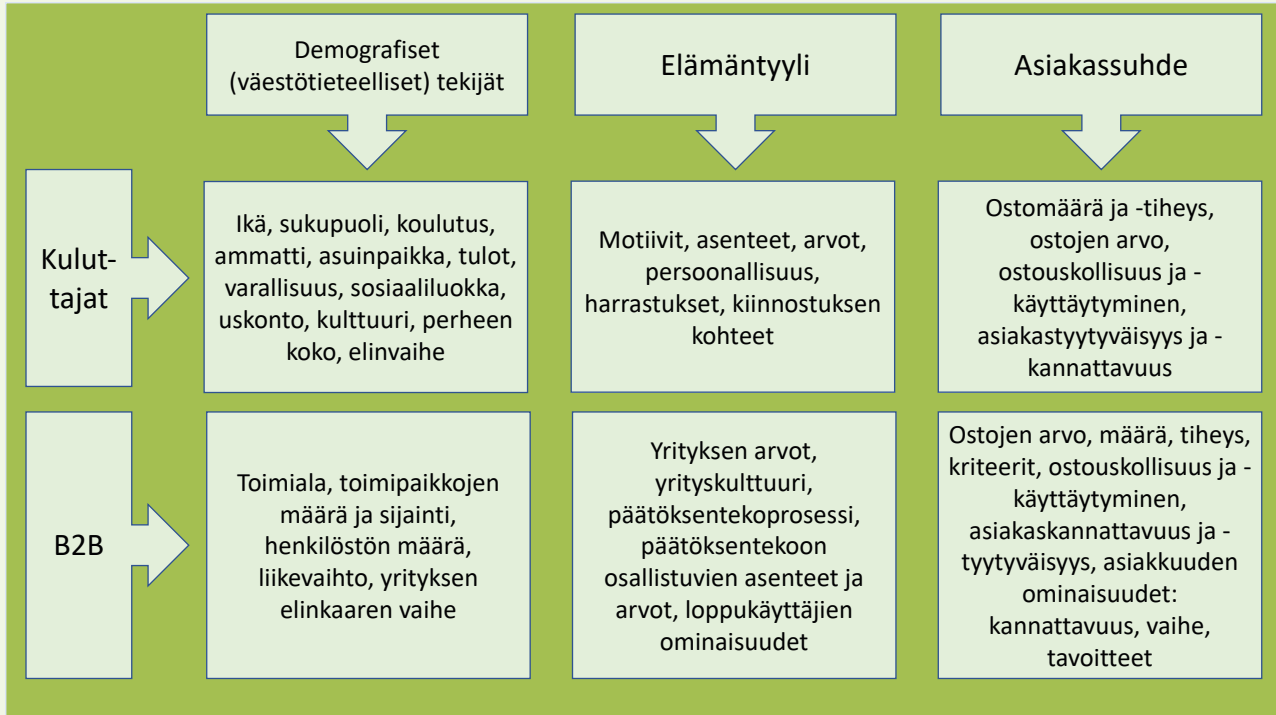 Demografiset
(väestötieteelliset) tekijät
Elämäntyyli
Asiakassuhde
Kulut-
tajat
Ikä, sukupuoli, koulutus,
ammatti, asuinpaikka, tulot,
varallisuus, sosiaaliluokka,
uskonto, kulttuuri, perheen
koko, elinvaihe
Motiivit, asenteet, arvot,
persoonallisuus,
harrastukset, kiinnostuksen
kohteet
Ostomäärä ja -tiheys,
ostojen arvo,
ostouskollisuus ja -
käyttäytyminen,
asiakastyytyväisyys ja -
kannattavuus
B2B
Toimiala, toimipaikkojen
määrä ja sijainti,
henkilöstön määrä,
liikevaihto, yrityksen
elinkaaren vaihe
Yrityksen arvot,
yrityskulttuuri,
päätöksentekoprosessi,
päätöksentekoon
osallistuvien asenteet ja
arvot, loppukäyttäjien
ominaisuudet
Ostojen arvo, määrä, tiheys,
kriteerit, ostouskollisuus ja -
käyttäytyminen,
asiakaskannattavuus ja -
tyytyväisyys, asiakkuuden
ominaisuudet:
kannattavuus, vaihe,
tavoitteet